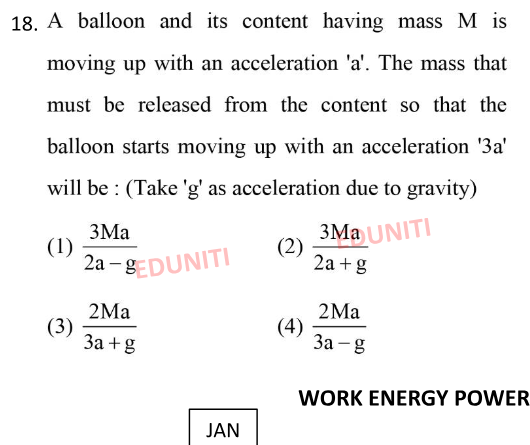 18. A balloon and its content having mass M is
moving up with an acceleration 'a'. The mass that
must be released from the content so that the
balloon starts moving up with an acceleration '3a'
will be : (Take 'g' as acceleration due to gravity)
(1) 3Ma / 2a – g (2) 3Ma / 2a + g
EDUNITI EDUNITI
(3) 2Ma / 3a + g (4) 2Ma / 3a – g
WORK ENERGY POWER
JAN